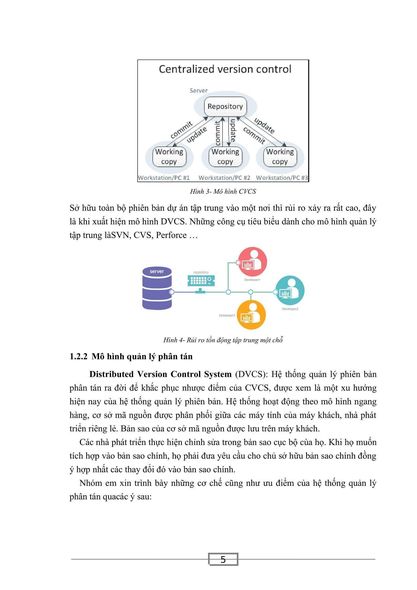 Centralized version control
Server
Repository
commit
update
commit
update
commit
update
Working
copy
Working
copy
Working
copy
Workstation/PC #1
Workstation/PC #2
Workstation/PC #3
Hình 3- Mô hình CVCS
Sở hữu toàn bộ phiên bản dự án tập trung vào một nơi thì rủi ro xảy ra rất cao, đấy
là khi xuất hiện mô hình DVCS. Những công cụ tiêu biểu dành cho mô hình quản lý
tập trung làSVN, CVS, Perforce …
server
Hình 4- Rủi ro tồn động tập trung một chỗ
1.2.2 Mô hình quản lý phân tán
Distributed Version Control System (DVCS): Hệ thống quản lý phiên bản
phân tán ra đời để khắc phục nhược điểm của CVCS, được xem là một xu hướng
hiện nay của hệ thống quản lý phiên bản. Hệ thống hoạt động theo mô hình ngang
hàng, cơ sở mã nguồn được phân phối giữa các máy tính của máy khách, nhà phát
triển riêng lẻ. Bản sao của cơ sở mã nguồn được lưu trên máy khách.
Các nhà phát triển thực hiện chỉnh sửa trong bản sao cục bộ của họ. Khi họ muốn
tích hợp vào bản sao chính, họ phải đưa yêu cầu cho chủ sở hữu bản sao chính đồng
ý hợp nhất các thay đổi đó vào bản sao chính.
Nhóm em xin trình bày những cơ chế cũng như ưu điểm của hệ thống quản lý
phân tán quacác ý sau:
5